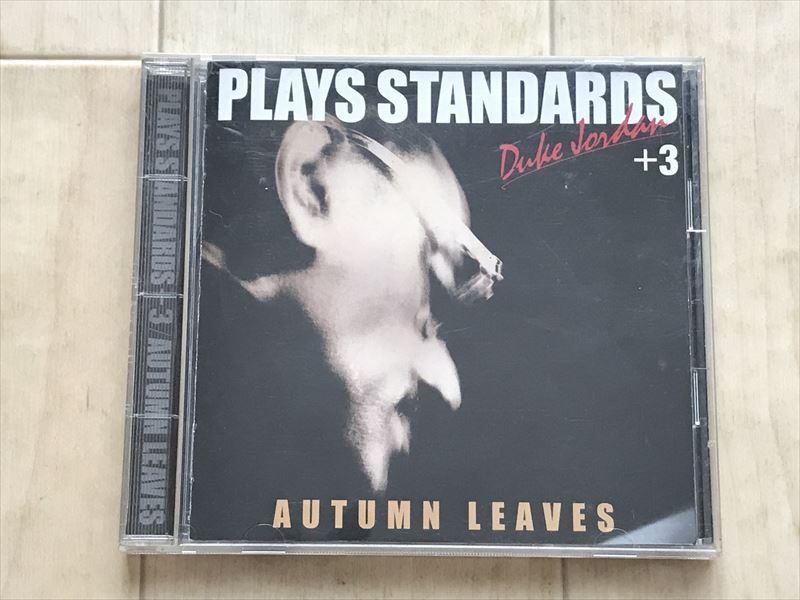 PLAYS STANDARDS
Duke Jordan
+3
AUTUMN LEAVES
PLAYS STANDARDS +3/AUTUMN LEAVES